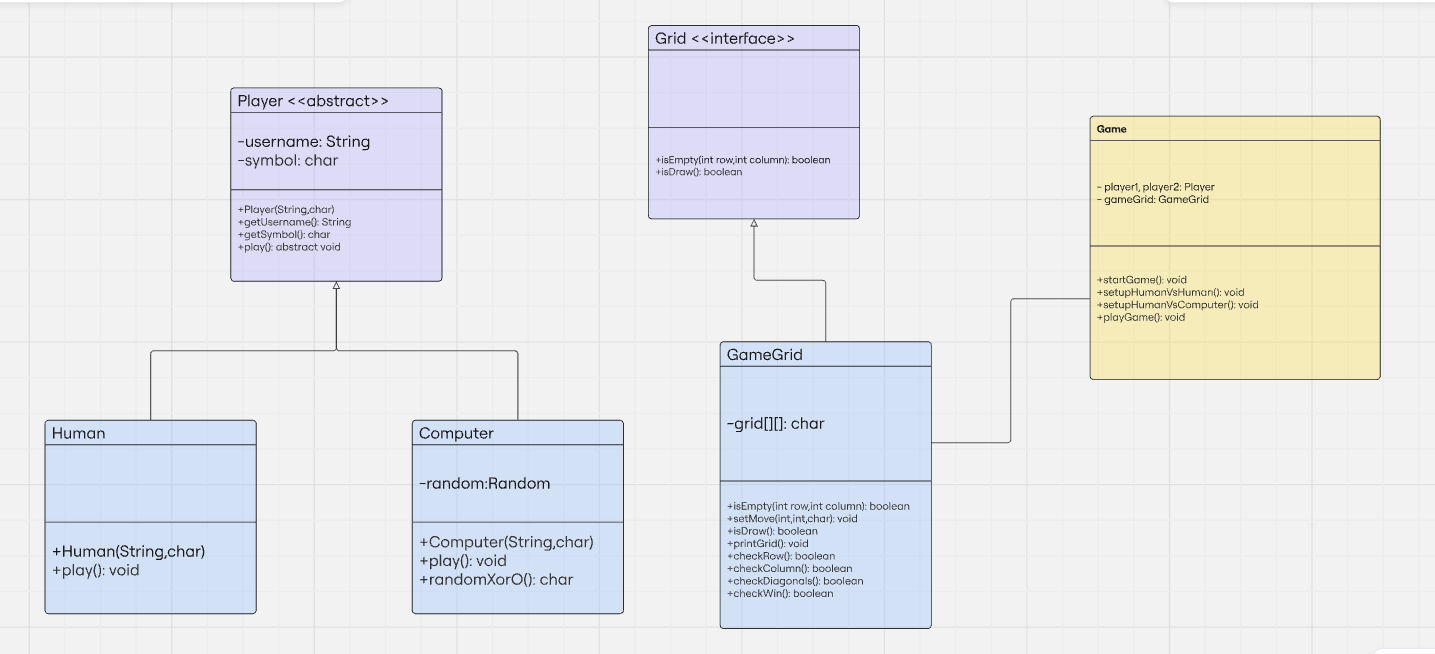 Grid <<interface>>
+isEmpty(int row,int column): boolean
+isDraw(): boolean
Player <<abstract>>
-username: String
-symbol: char
+Player(String,char)
+getUsername(): String
+getSymbol(): char
+play(): abstract void
Game
- player1, player2: Player
- gameGrid: GameGrid
+startGame(): void
+setupHumanVsHuman(): void
+setupHumanVsComputer(): void
+playGame(): void
Human
+Human(String,char)
+play(): void
Computer
-random:Random
+Computer(String,char)
+play(): void
+randomXorO(): char
GameGrid
-grid[][]: char
+isEmpty(int row,int column): boolean
+setMove(int,int,char): void
+isDraw(): boolean
+printGrid(): void
+checkRow(): boolean
+checkColumn(): boolean
+checkDiagonals(): boolean
+checkWin(): boolean